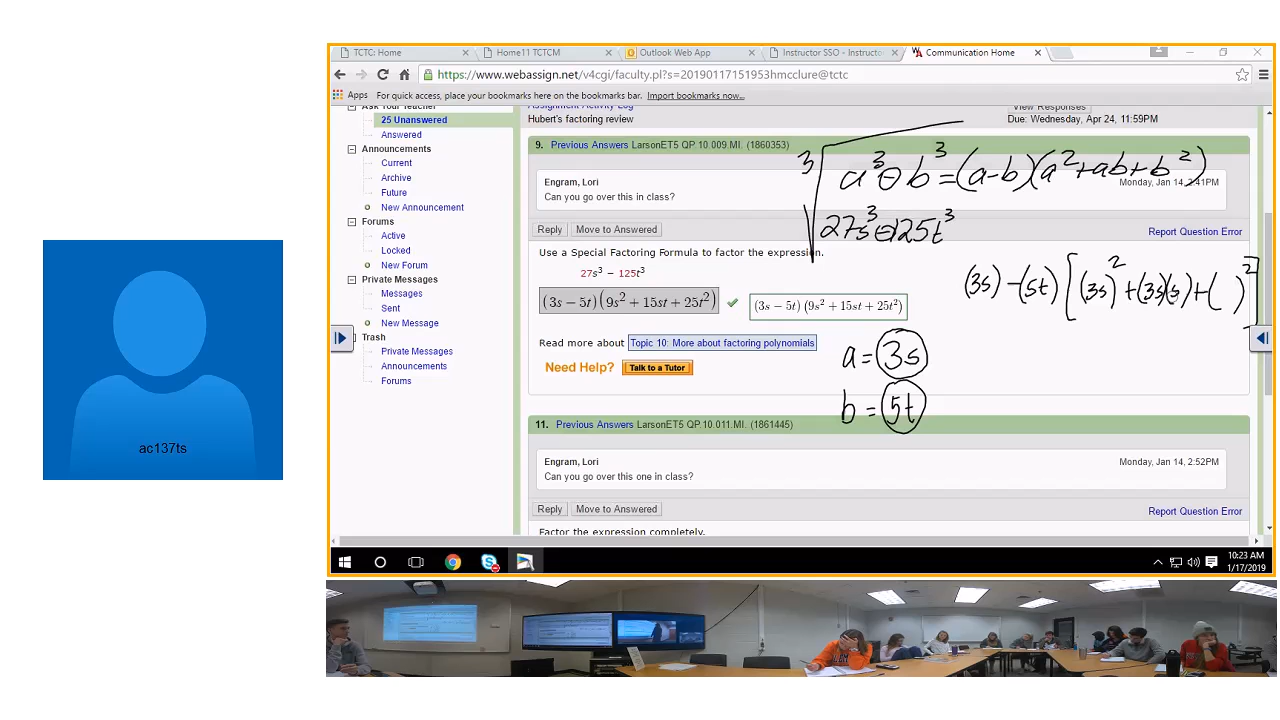 TCTC: Home
Home11 TCTCM
Outlook Web App
Instructor SSO - Instructo
Communication Home
https://www.webassign.net/v4cgi/faculty.pl?s=20190117151953hmcclure@tctc
Apps
For quick access, place your bookmarks here on the bookmarks bar. Import bookmarks now...
Ask Your Teacher
25 Unanswered
Answered
Announcements
Current
Archive
Future
New Announcement
Forums
Active
Locked
New Forum
Private Messages
Messages
Sent
New Message
Trash
Private Messages
Announcements
Forums
Assignment Activity Log
Hubert's factoring review
View Responses
Due: Wednesday, Apr 24, 11:59PM
9. Previous Answers LarsonET5 QP.10.009.MI. (1860353)
Engram, Lori
Monday, Jan 14, 2:41PM
Can you go over this in class?
Reply
Move to Answered
Report Question Error
∛ a³ - b³ = (a-b)(a²+ab+b²)
27s³ - 125t³
Use a Special Factoring Formula to factor the expression.
27s³ − 125t³
(3s − 5t)(9s² + 15st + 25t²)
(3s − 5t) (9s² + 15st + 25t²)
(3s) - (5t) [(3s)² + (3s)(5) + ( )²]
Read more about Topic 10: More about factoring polynomials
Need Help? Talk to a Tutor
a = 3s
b = 5t
11. Previous Answers LarsonET5 QP.10.011.MI. (1861445)
Engram, Lori
Monday, Jan 14, 2:52PM
Can you go over this one in class?
Reply
Move to Answered
Report Question Error
Factor the expression completely.
10:23 AM
1/17/2019
ac137ts